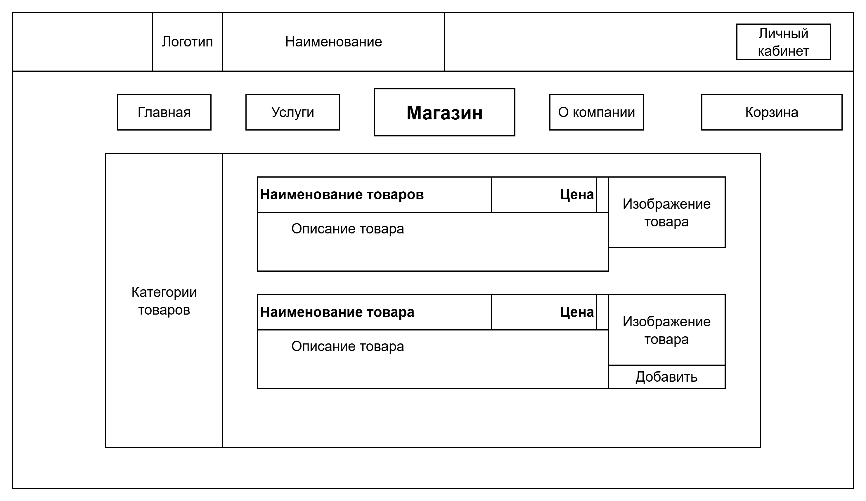 Логотип
Наименование
Личный
кабинет
Главная
Услуги
Магазин
О компании
Корзина
Категории
товаров
Наименование товаров
Цена
Изображение
товара
Описание товара
Наименование товара
Цена
Изображение
товара
Описание товара
Добавить